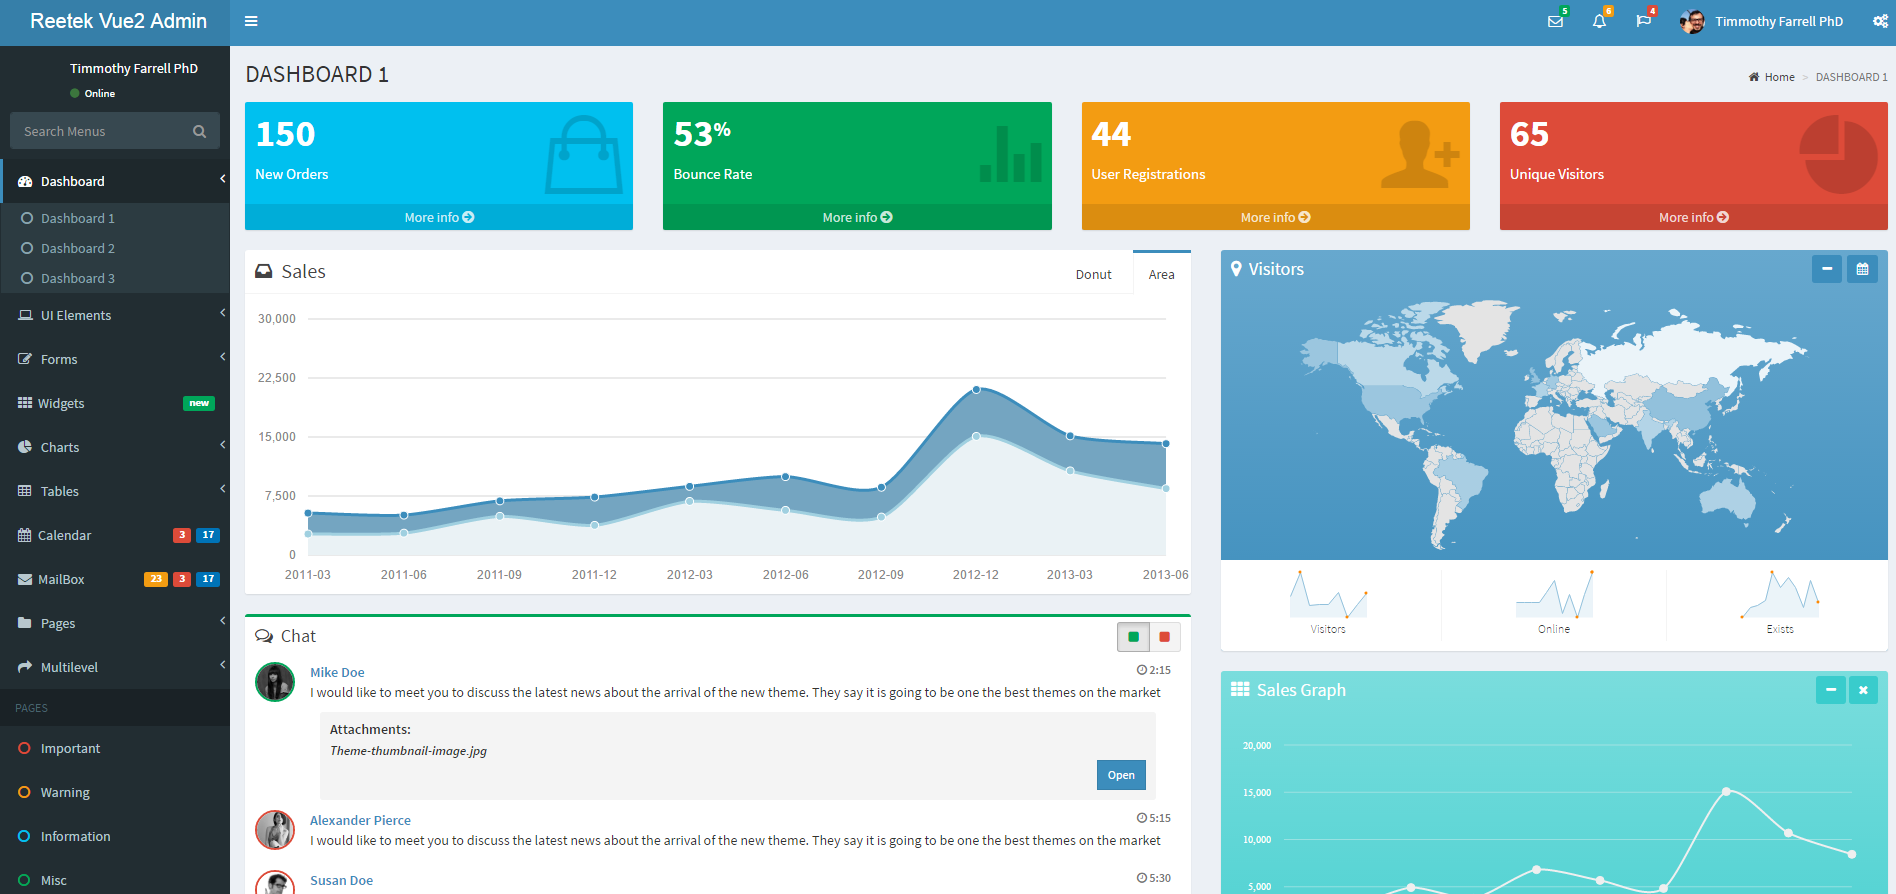 Reetek Vue2 Admin
5
6
4
Timmothy Farrell PhD
Timmothy Farrell PhD
Online
Search Menus
Dashboard
Dashboard 1
Dashboard 2
Dashboard 3
UI Elements
Forms
Widgets new
Charts
Tables
Calendar 3 17
MailBox 23 3 17
Pages
Multilevel
PAGES
Important
Warning
Information
Misc
DASHBOARD 1
Home > DASHBOARD 1
150
New Orders
More info
53%
Bounce Rate
More info
44
User Registrations
More info
65
Unique Visitors
More info
Sales
Donut Area
30,000
22,500
15,000
7,500
0
2011-03 2011-06 2011-09 2011-12 2012-03 2012-06 2012-09 2012-12 2013-03 2013-06
Chat
Mike Doe 2:15
I would like to meet you to discuss the latest news about the arrival of the new theme. They say it is going to be one the best themes on the market
Attachments:
Theme-thumbnail-image.jpg
Open
Alexander Pierce 5:15
I would like to meet you to discuss the latest news about the arrival of the new theme. They say it is going to be one the best themes on the market
Susan Doe 5:30
Visitors
Visitors Online Exists
Sales Graph
20,000
15,000
10,000
5,000